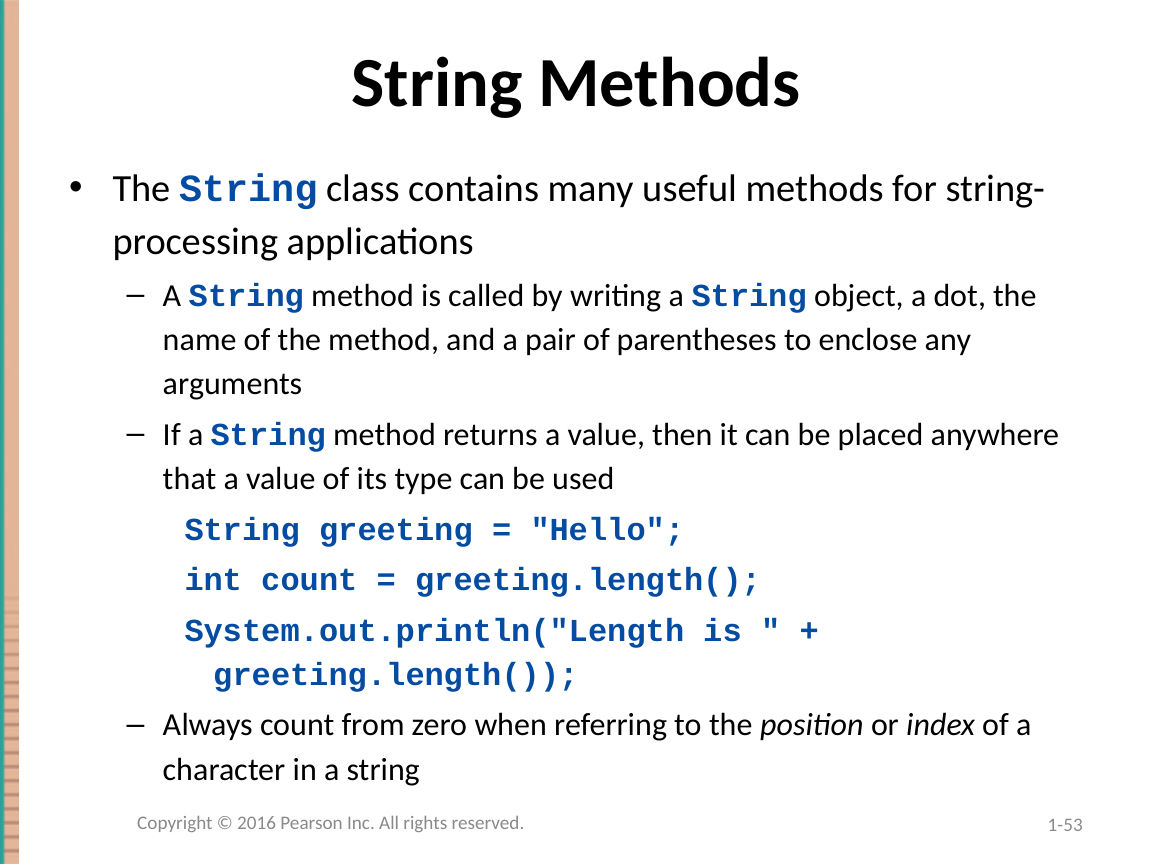 String Methods
• The String class contains many useful methods for string-
processing applications
– A String method is called by writing a String object, a dot, the
name of the method, and a pair of parentheses to enclose any
arguments
– If a String method returns a value, then it can be placed anywhere
that a value of its type can be used
String greeting = "Hello";
int count = greeting.length();
System.out.println("Length is " +
greeting.length());
– Always count from zero when referring to the position or index of a
character in a string
Copyright © 2016 Pearson Inc. All rights reserved.
1-53